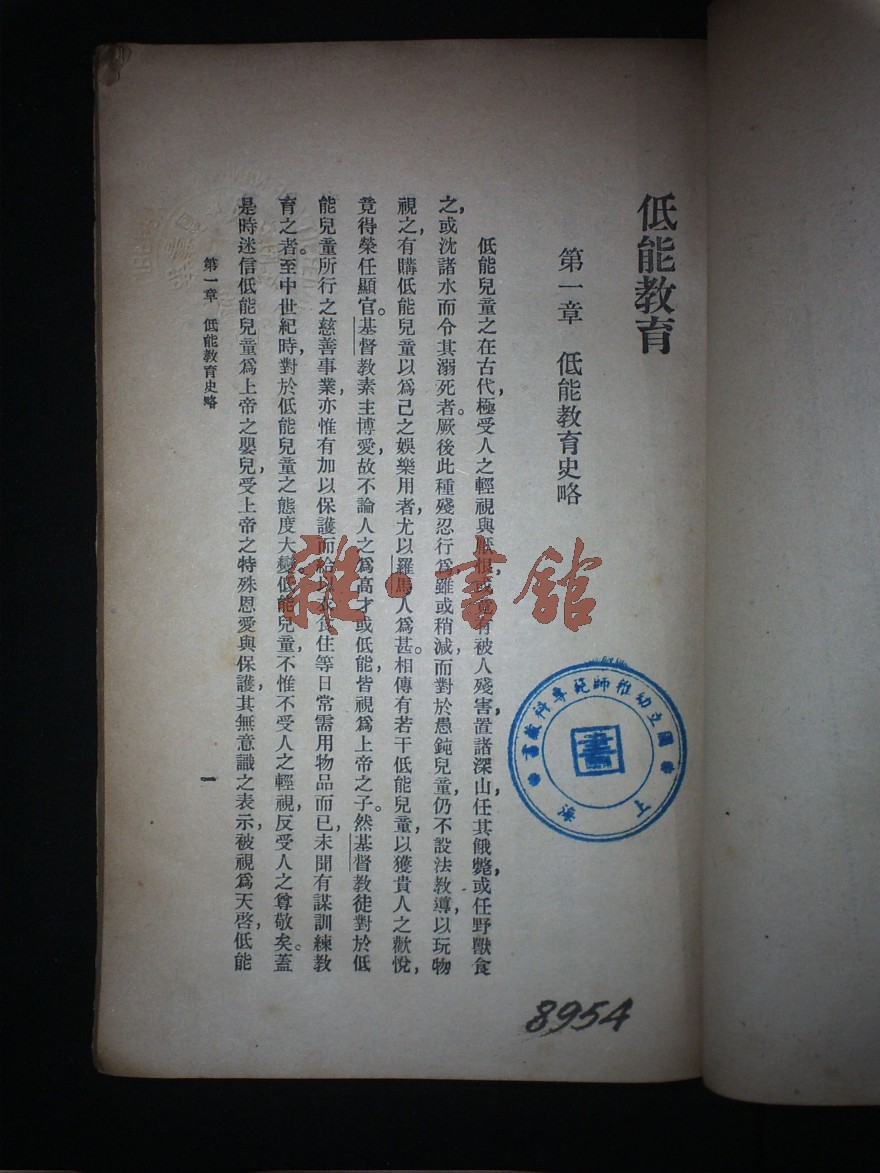 低能教育
第一章　低能教育史略
低能兒童之在古代,極受人之輕視與厭恨,或竟有被人殘害,置諸深山,任其餓斃,或任野獸食
之,或沈諸水而令其溺死者。厥後此種殘忍行爲,雖或稍減,而對於愚鈍兒童,仍不設法教導,以玩物
視之,有購低能兒童以爲己之娛樂用者,尤以羅馬人爲甚。相傳有若干低能兒童,以獲貴人之歡悅,
竟得榮任顯官。基督教素主博愛,故不論人之爲高才或低能,皆視爲上帝之子。然基督教徒對於低
能兒童所行之慈善事業,亦惟有加以保護而給以衣食住等日常需用物品而已,未聞有謀訓練教
育之者。至中世紀時,對於低能兒童之態度大變,低能兒童,不惟不受人之輕視,反受人之尊敬矣。蓋
是時迷信低能兒童爲上帝之嬰兒,受上帝之特殊恩愛與保護,其無意識之表示,被視爲天啓,低能
第一章　低能教育史略　一
雜·書館
國立幼稚師範專科
書
8954